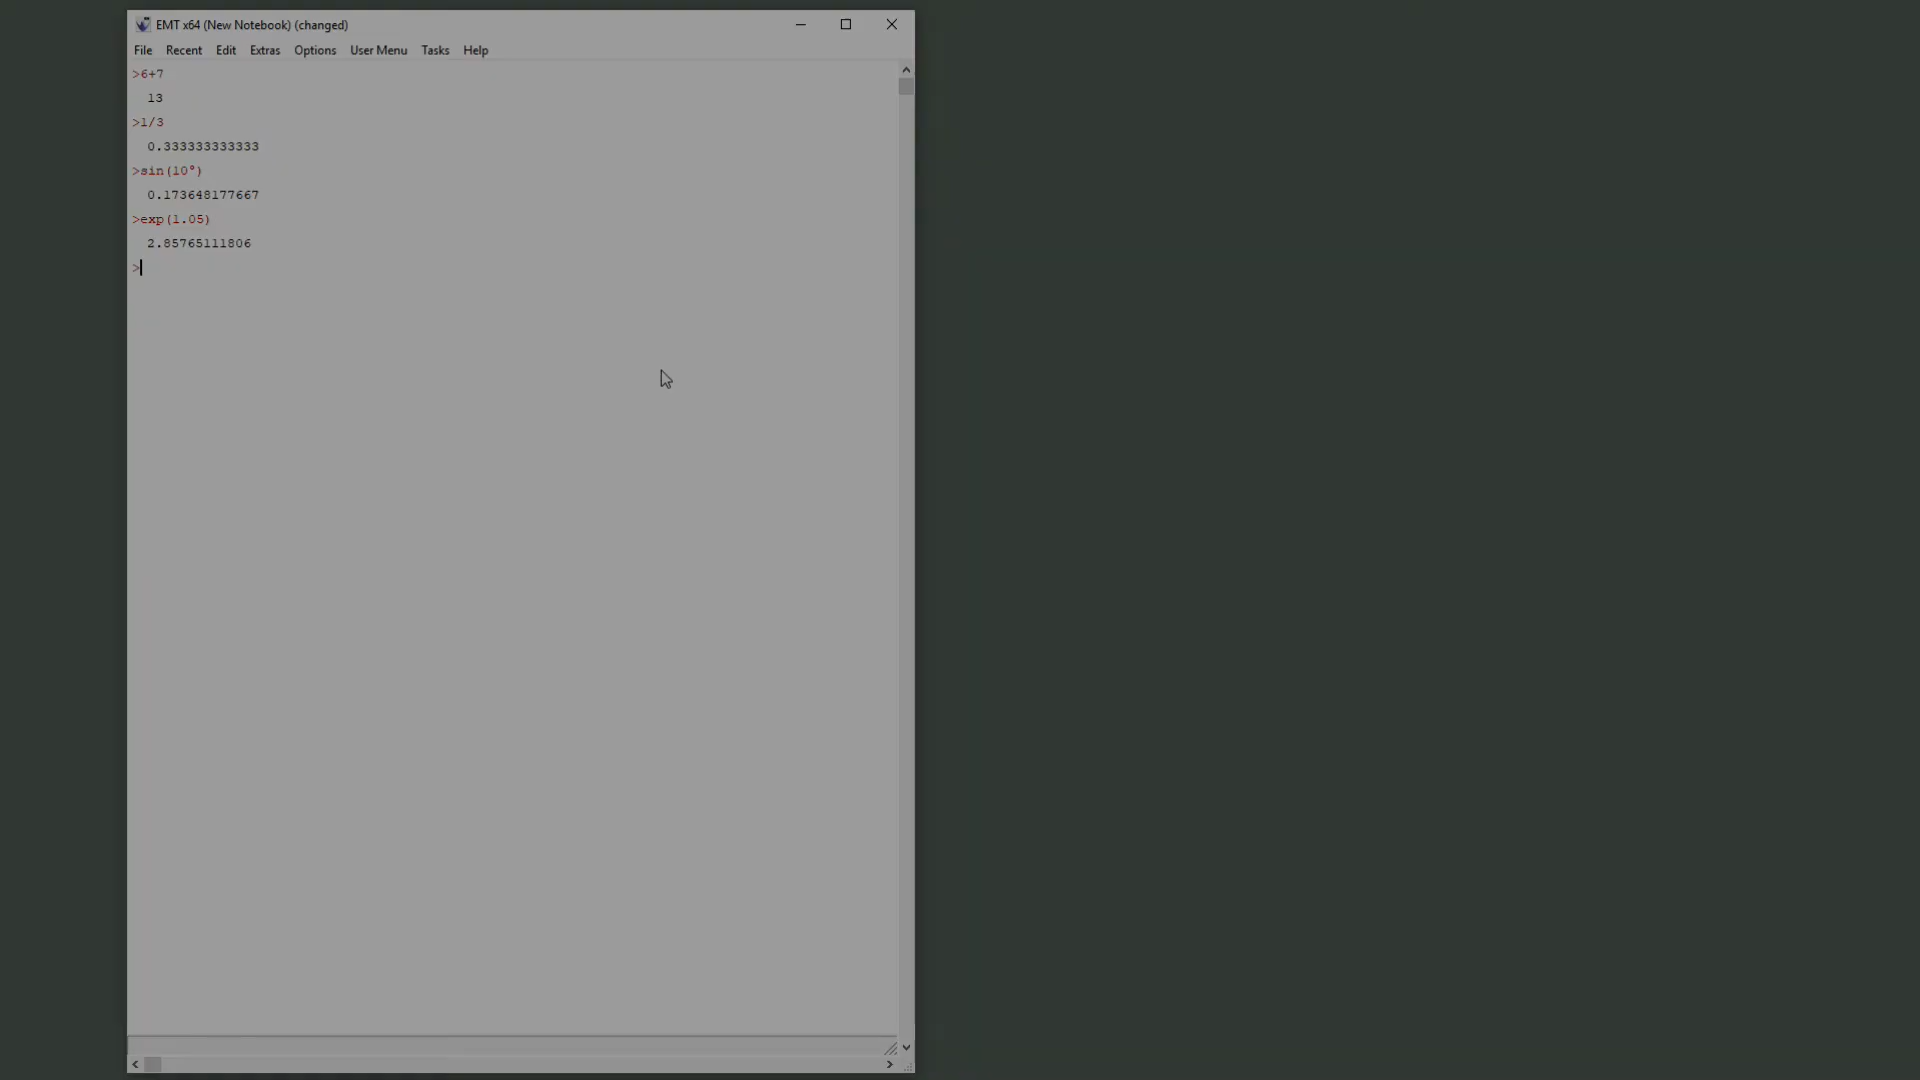 EMT x64 (New Notebook) (changed)
File Recent Edit Extras Options User Menu Tasks Help
>6+7
13
>1/3
0.333333333333
>sin(10°)
0.173648177667
>exp(1.05)
2.85765111806
>